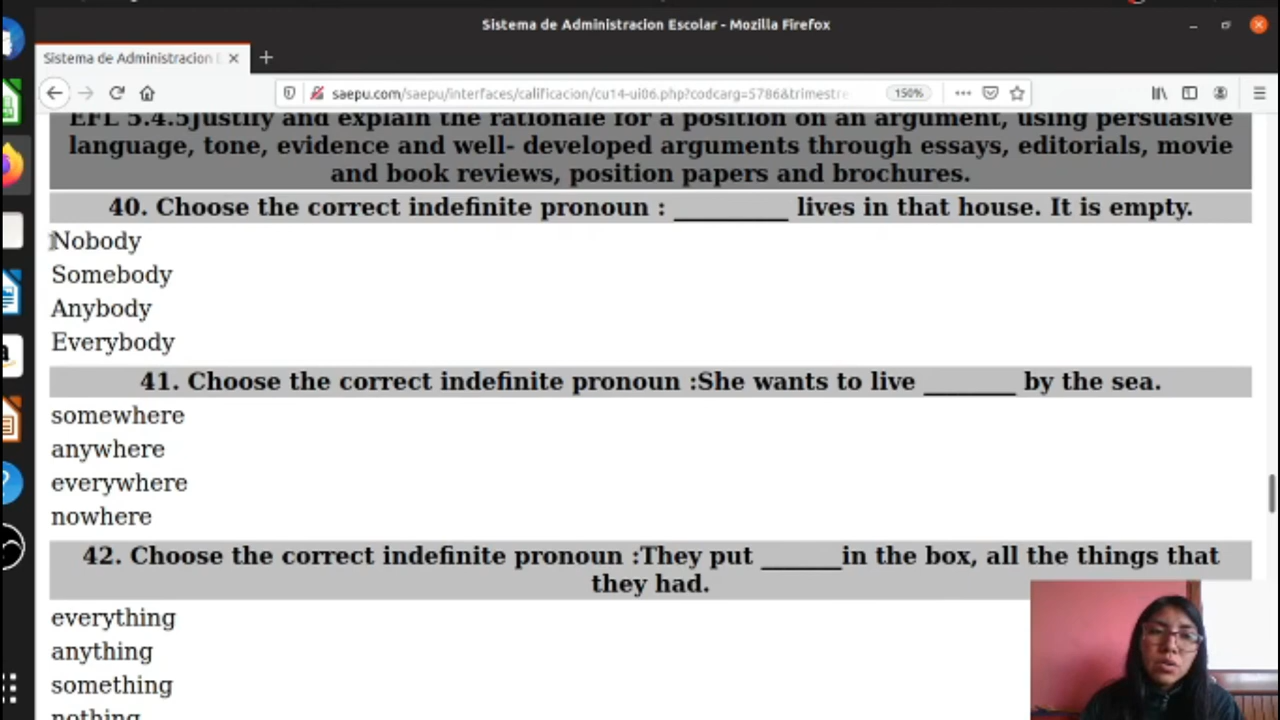 Sistema de Administracion Escolar - Mozilla Firefox
Sistema de Administracion
saepu.com/saepu/interfaces/calificacion/cu14-ui06.php?codcarg=5786&trimestre
150%
EFL 5.4.5Justify and explain the rationale for a position on an argument, using persuasive
language, tone, evidence and well- developed arguments through essays, editorials, movie
and book reviews, position papers and brochures.
40. Choose the correct indefinite pronoun : __________ lives in that house. It is empty.
Nobody
Somebody
Anybody
Everybody
41. Choose the correct indefinite pronoun :She wants to live ________ by the sea.
somewhere
anywhere
everywhere
nowhere
42. Choose the correct indefinite pronoun :They put _______in the box, all the things that
they had.
everything
anything
something
nothing